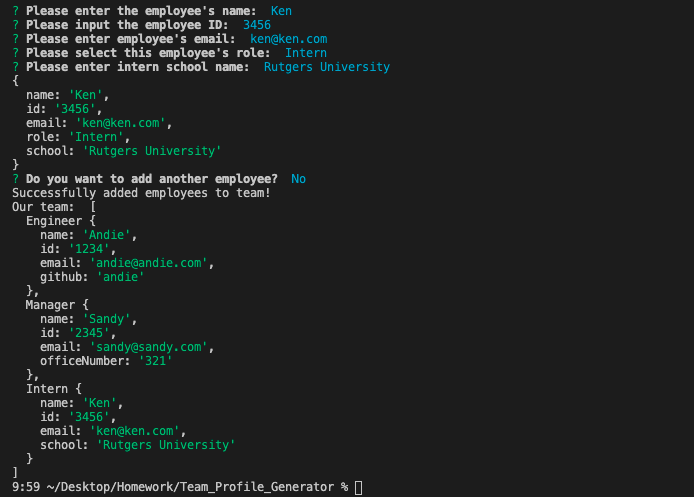 ? Please enter the employee's name:  Ken
? Please input the employee ID:  3456
? Please enter employee's email:  ken@ken.com
? Please select this employee's role:  Intern
? Please enter intern school name:  Rutgers University
{
  name: 'Ken',
  id: '3456',
  email: 'ken@ken.com',
  role: 'Intern',
  school: 'Rutgers University'
}
? Do you want to add another employee?  No
Successfully added employees to team!
Our team:  [
  Engineer {
    name: 'Andie',
    id: '1234',
    email: 'andie@andie.com',
    github: 'andie'
  },
  Manager {
    name: 'Sandy',
    id: '2345',
    email: 'sandy@sandy.com',
    officeNumber: '321'
  },
  Intern {
    name: 'Ken',
    id: '3456',
    email: 'ken@ken.com',
    school: 'Rutgers University'
  }
]
9:59 ~/Desktop/Homework/Team_Profile_Generator %